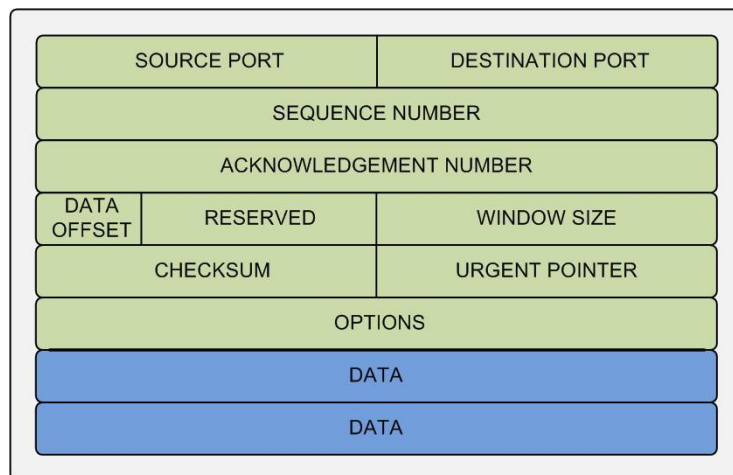 SOURCE PORT DESTINATION PORT
SEQUENCE NUMBER
ACKNOWLEDGEMENT NUMBER
DATA OFFSET RESERVED WINDOW SIZE
CHECKSUM URGENT POINTER
OPTIONS
DATA
DATA